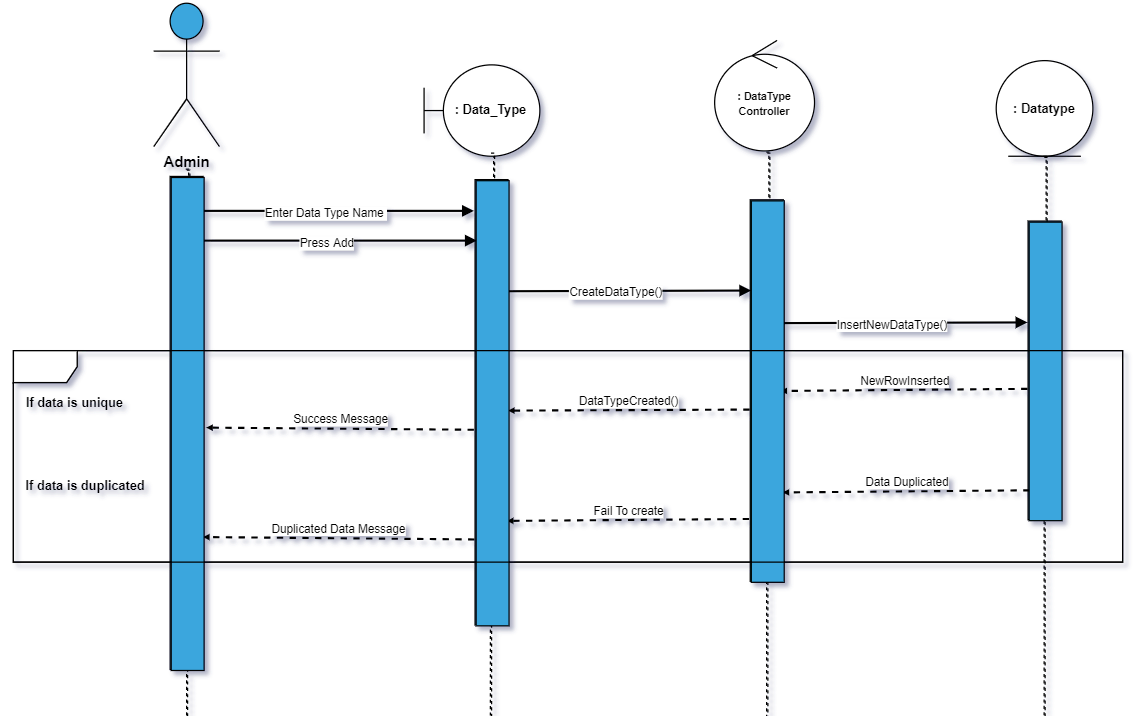 : Data_Type
: DataType
Controller
: Datatype
Admin
Enter Data Type Name
Press Add
CreateDataType()
InsertNewDataType()
NewRowInserted
If data is unique
DataTypeCreated()
Success Message
If data is duplicated
Data Duplicated
Fail To create
Duplicated Data Message